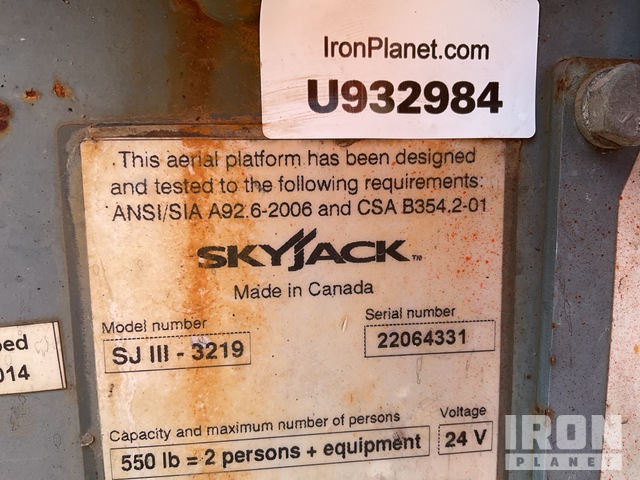 IronPlanet.com
U932984
This aerial platform has been designed
and tested to the following requirements:
ANSI/SIA A92.6-2006 and CSA B354.2-01
SKYJACK™
Made in Canada
Model number
Serial number
SJ III - 3219
22064331
014
Capacity and maximum number of persons
Voltage
550 lb = 2 persons + equipment
24 V
IRON
PLANET